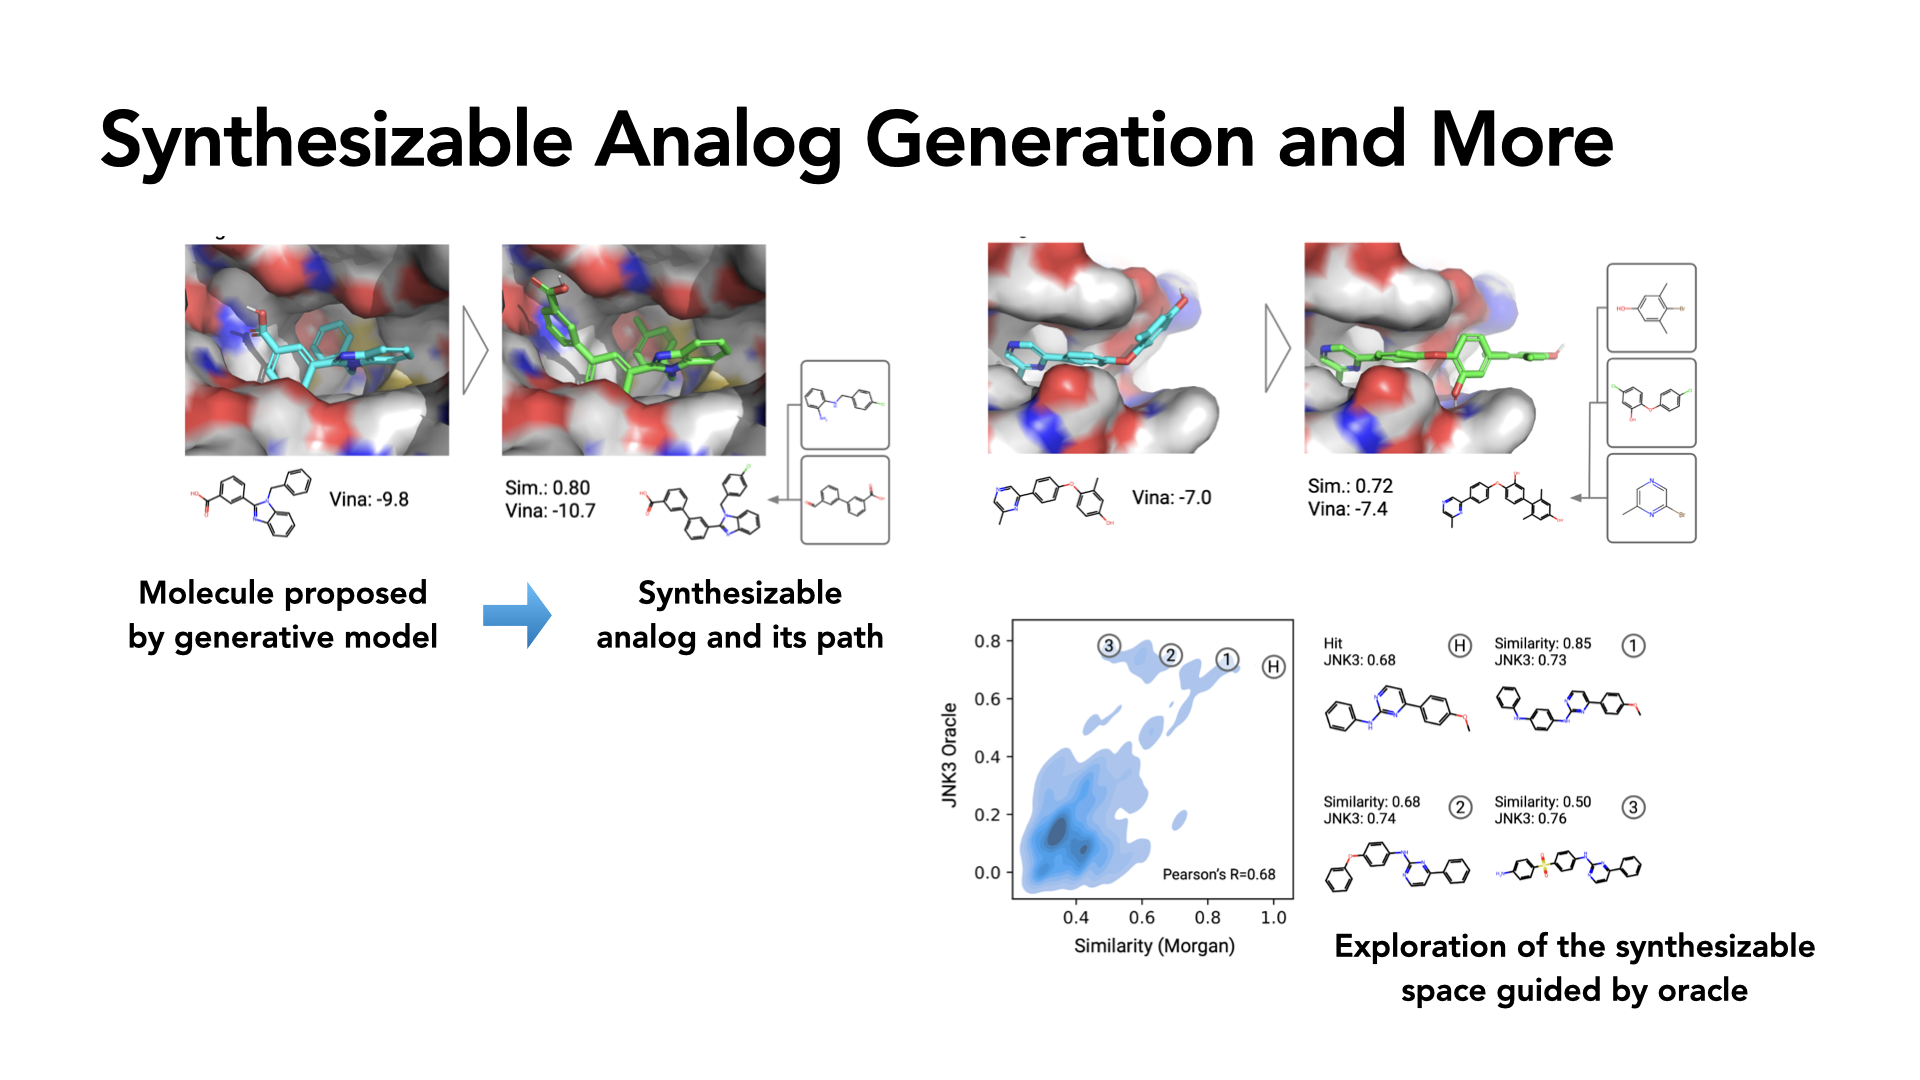 Synthesizable Analog Generation and More
Vina: -9.8
Sim.: 0.80
Vina: -10.7
Vina: -7.0
Sim.: 0.72
Vina: -7.4
Molecule proposed
by generative model
Synthesizable
analog and its path
JNK3 Oracle
0.8
0.6
0.4
0.2
0.0
3
2
1
H
Pearson's R=0.68
0.4 0.6 0.8 1.0
Similarity (Morgan)
Hit
JNK3: 0.68
H
Similarity: 0.85
JNK3: 0.73
1
Similarity: 0.68
JNK3: 0.74
2
Similarity: 0.50
JNK3: 0.76
3
Exploration of the synthesizable
space guided by oracle